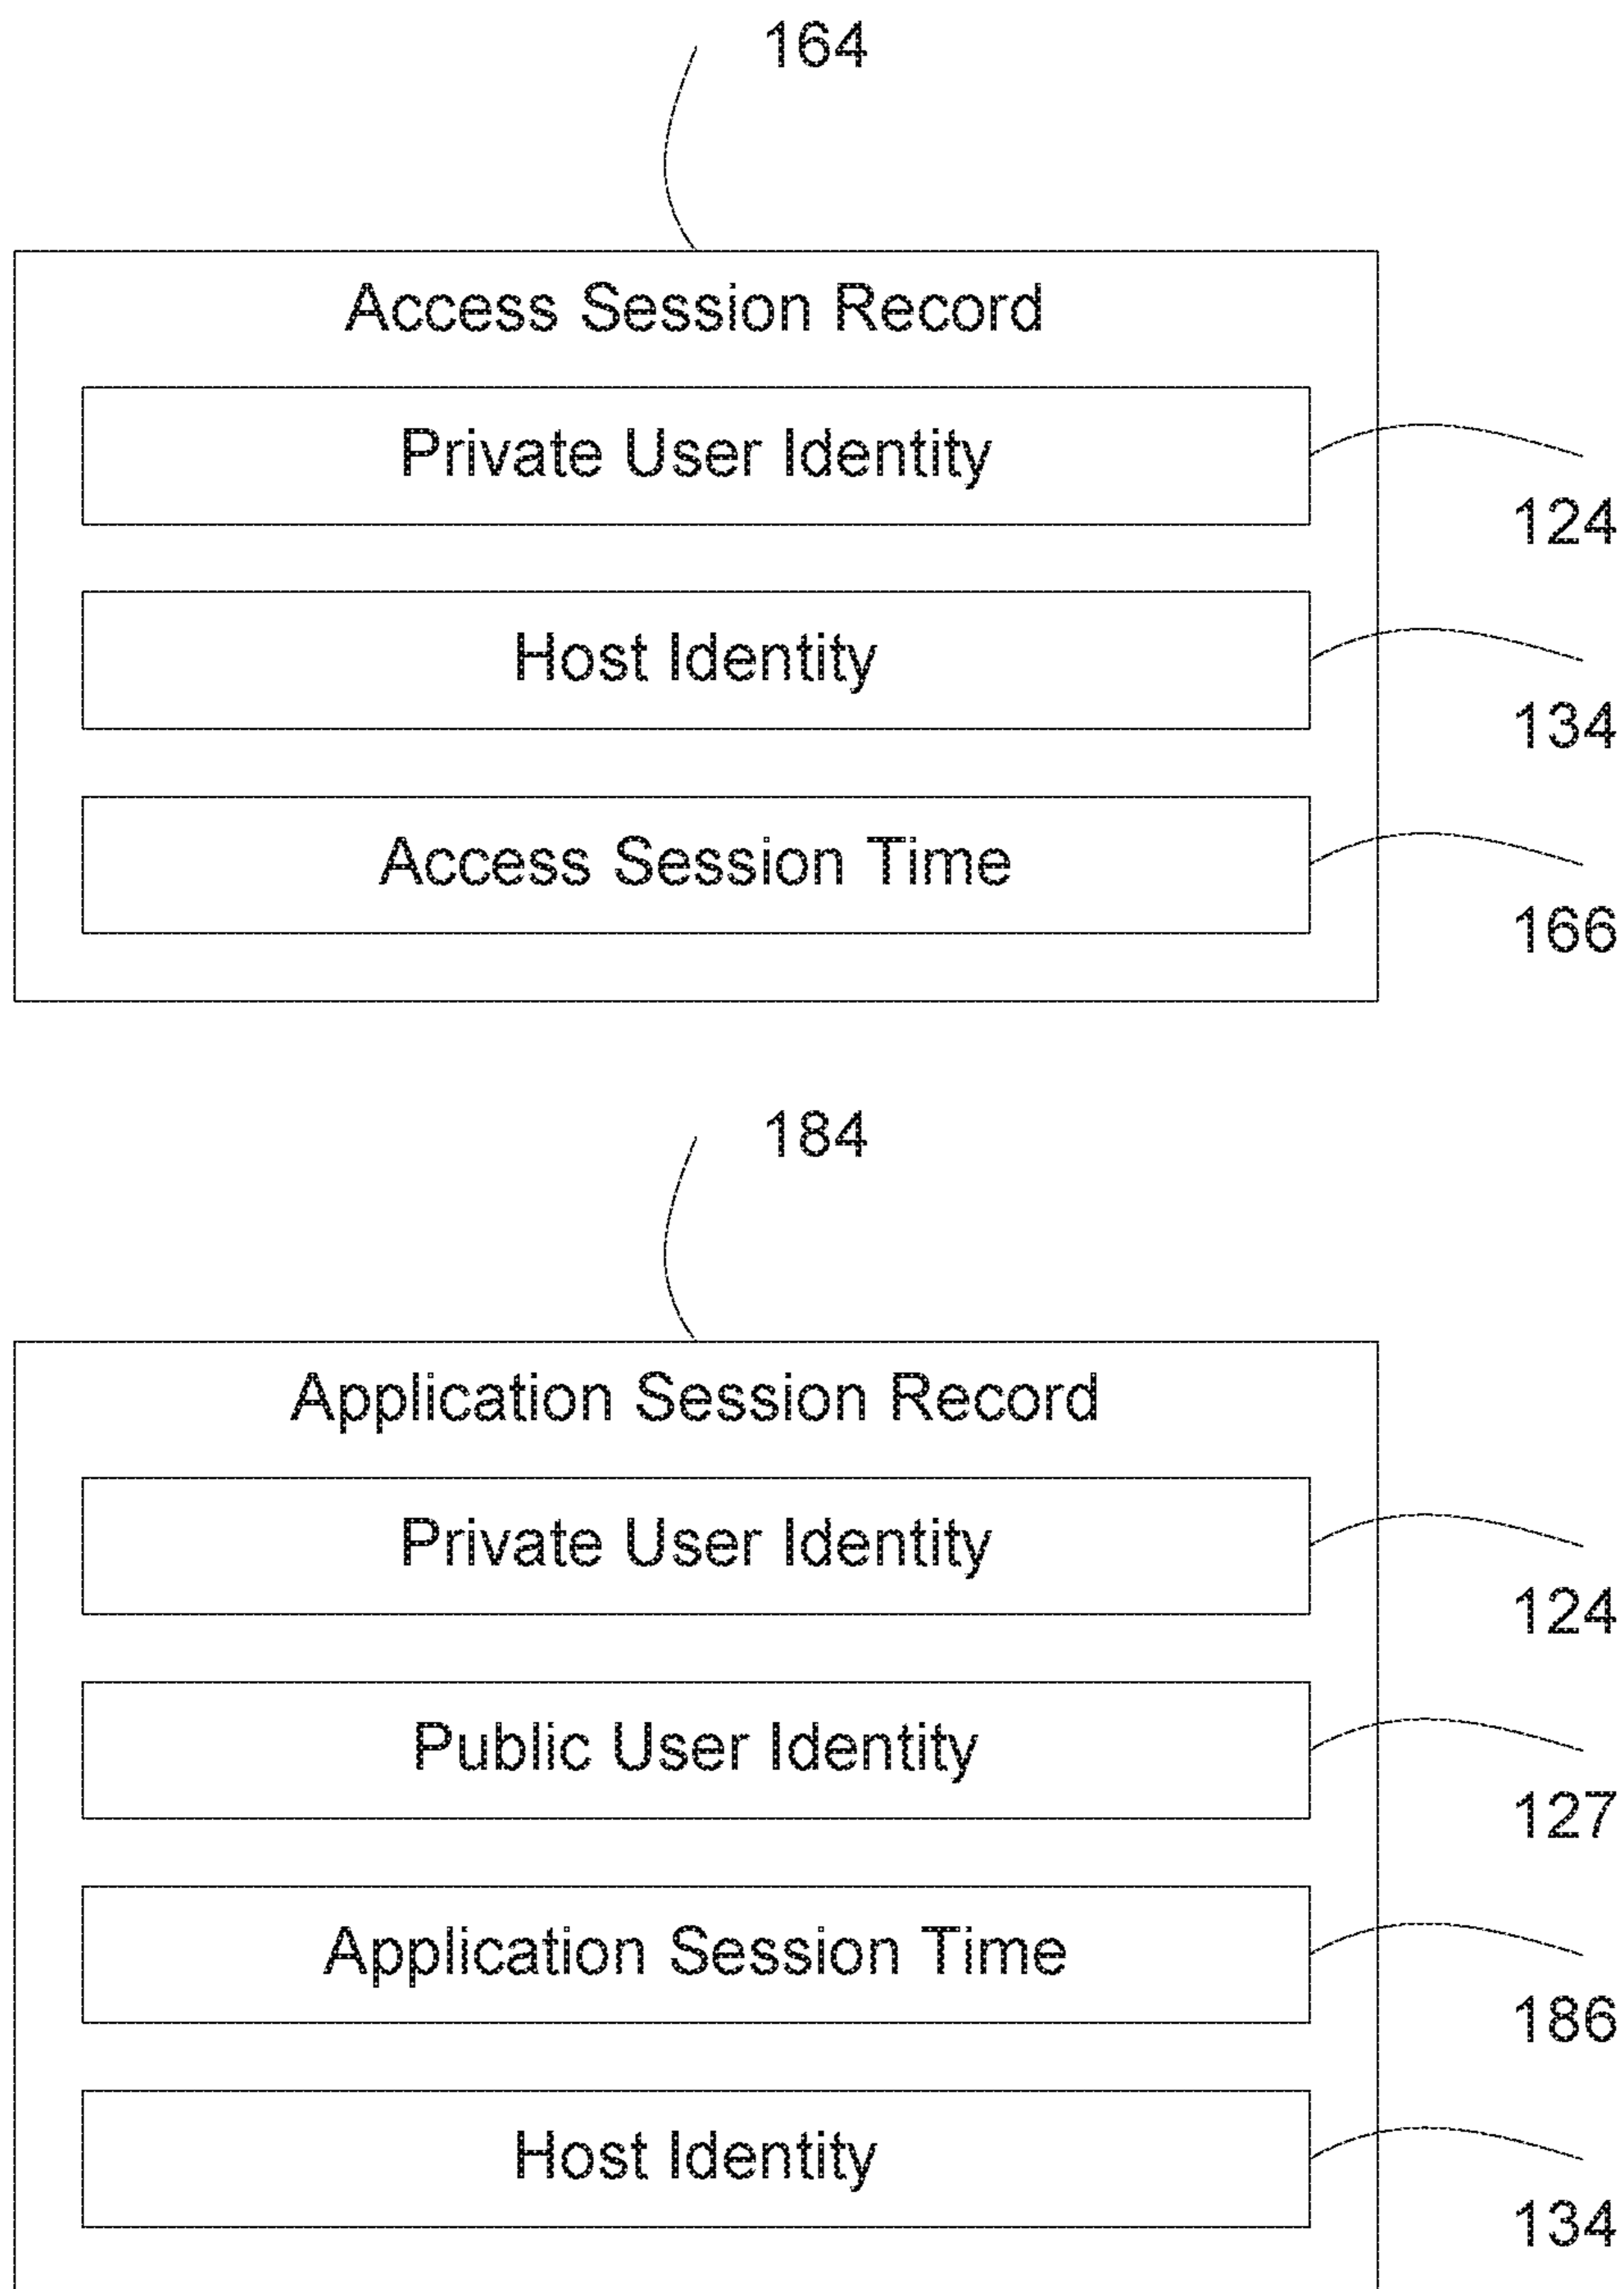 164
Access Session Record
Private User Identity
124
Host Identity
134
Access Session Time
166
184
Application Session Record
Private User Identity
124
Public User Identity
127
Application Session Time
186
Host Identity
134